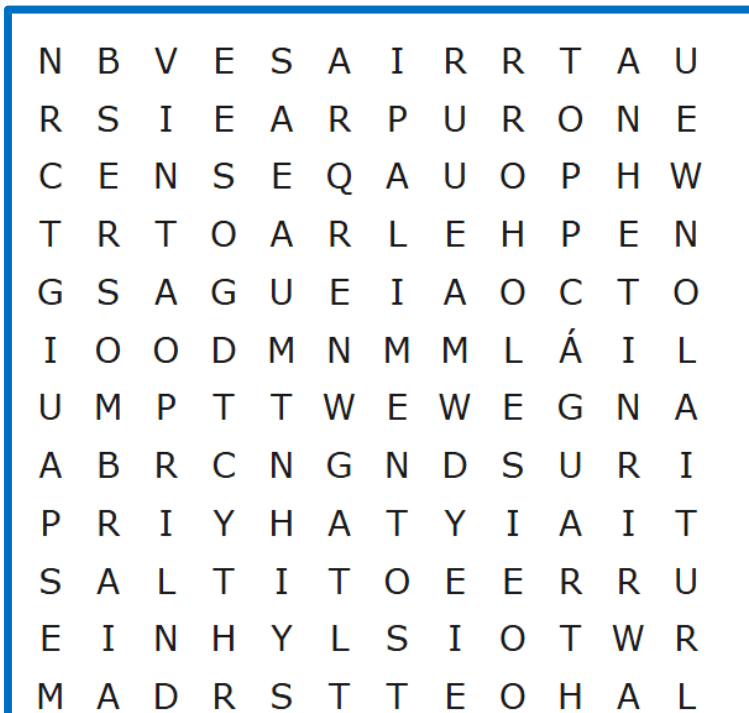 N B V E S A I R R T A U
R S I E A R P U R O N E
C E N S E Q A U O P H W
T R T O A R L E H P E N
G S A G U E I A O C T O
I O O D M N M M L Á I L
U M P T T W E W E G N A
A B R C N G N D S U R I
P R I Y H A T Y I A I T
S A L T I T O E E R R U
E I N H Y L S I O T W R
M A D R S T T E O H A L